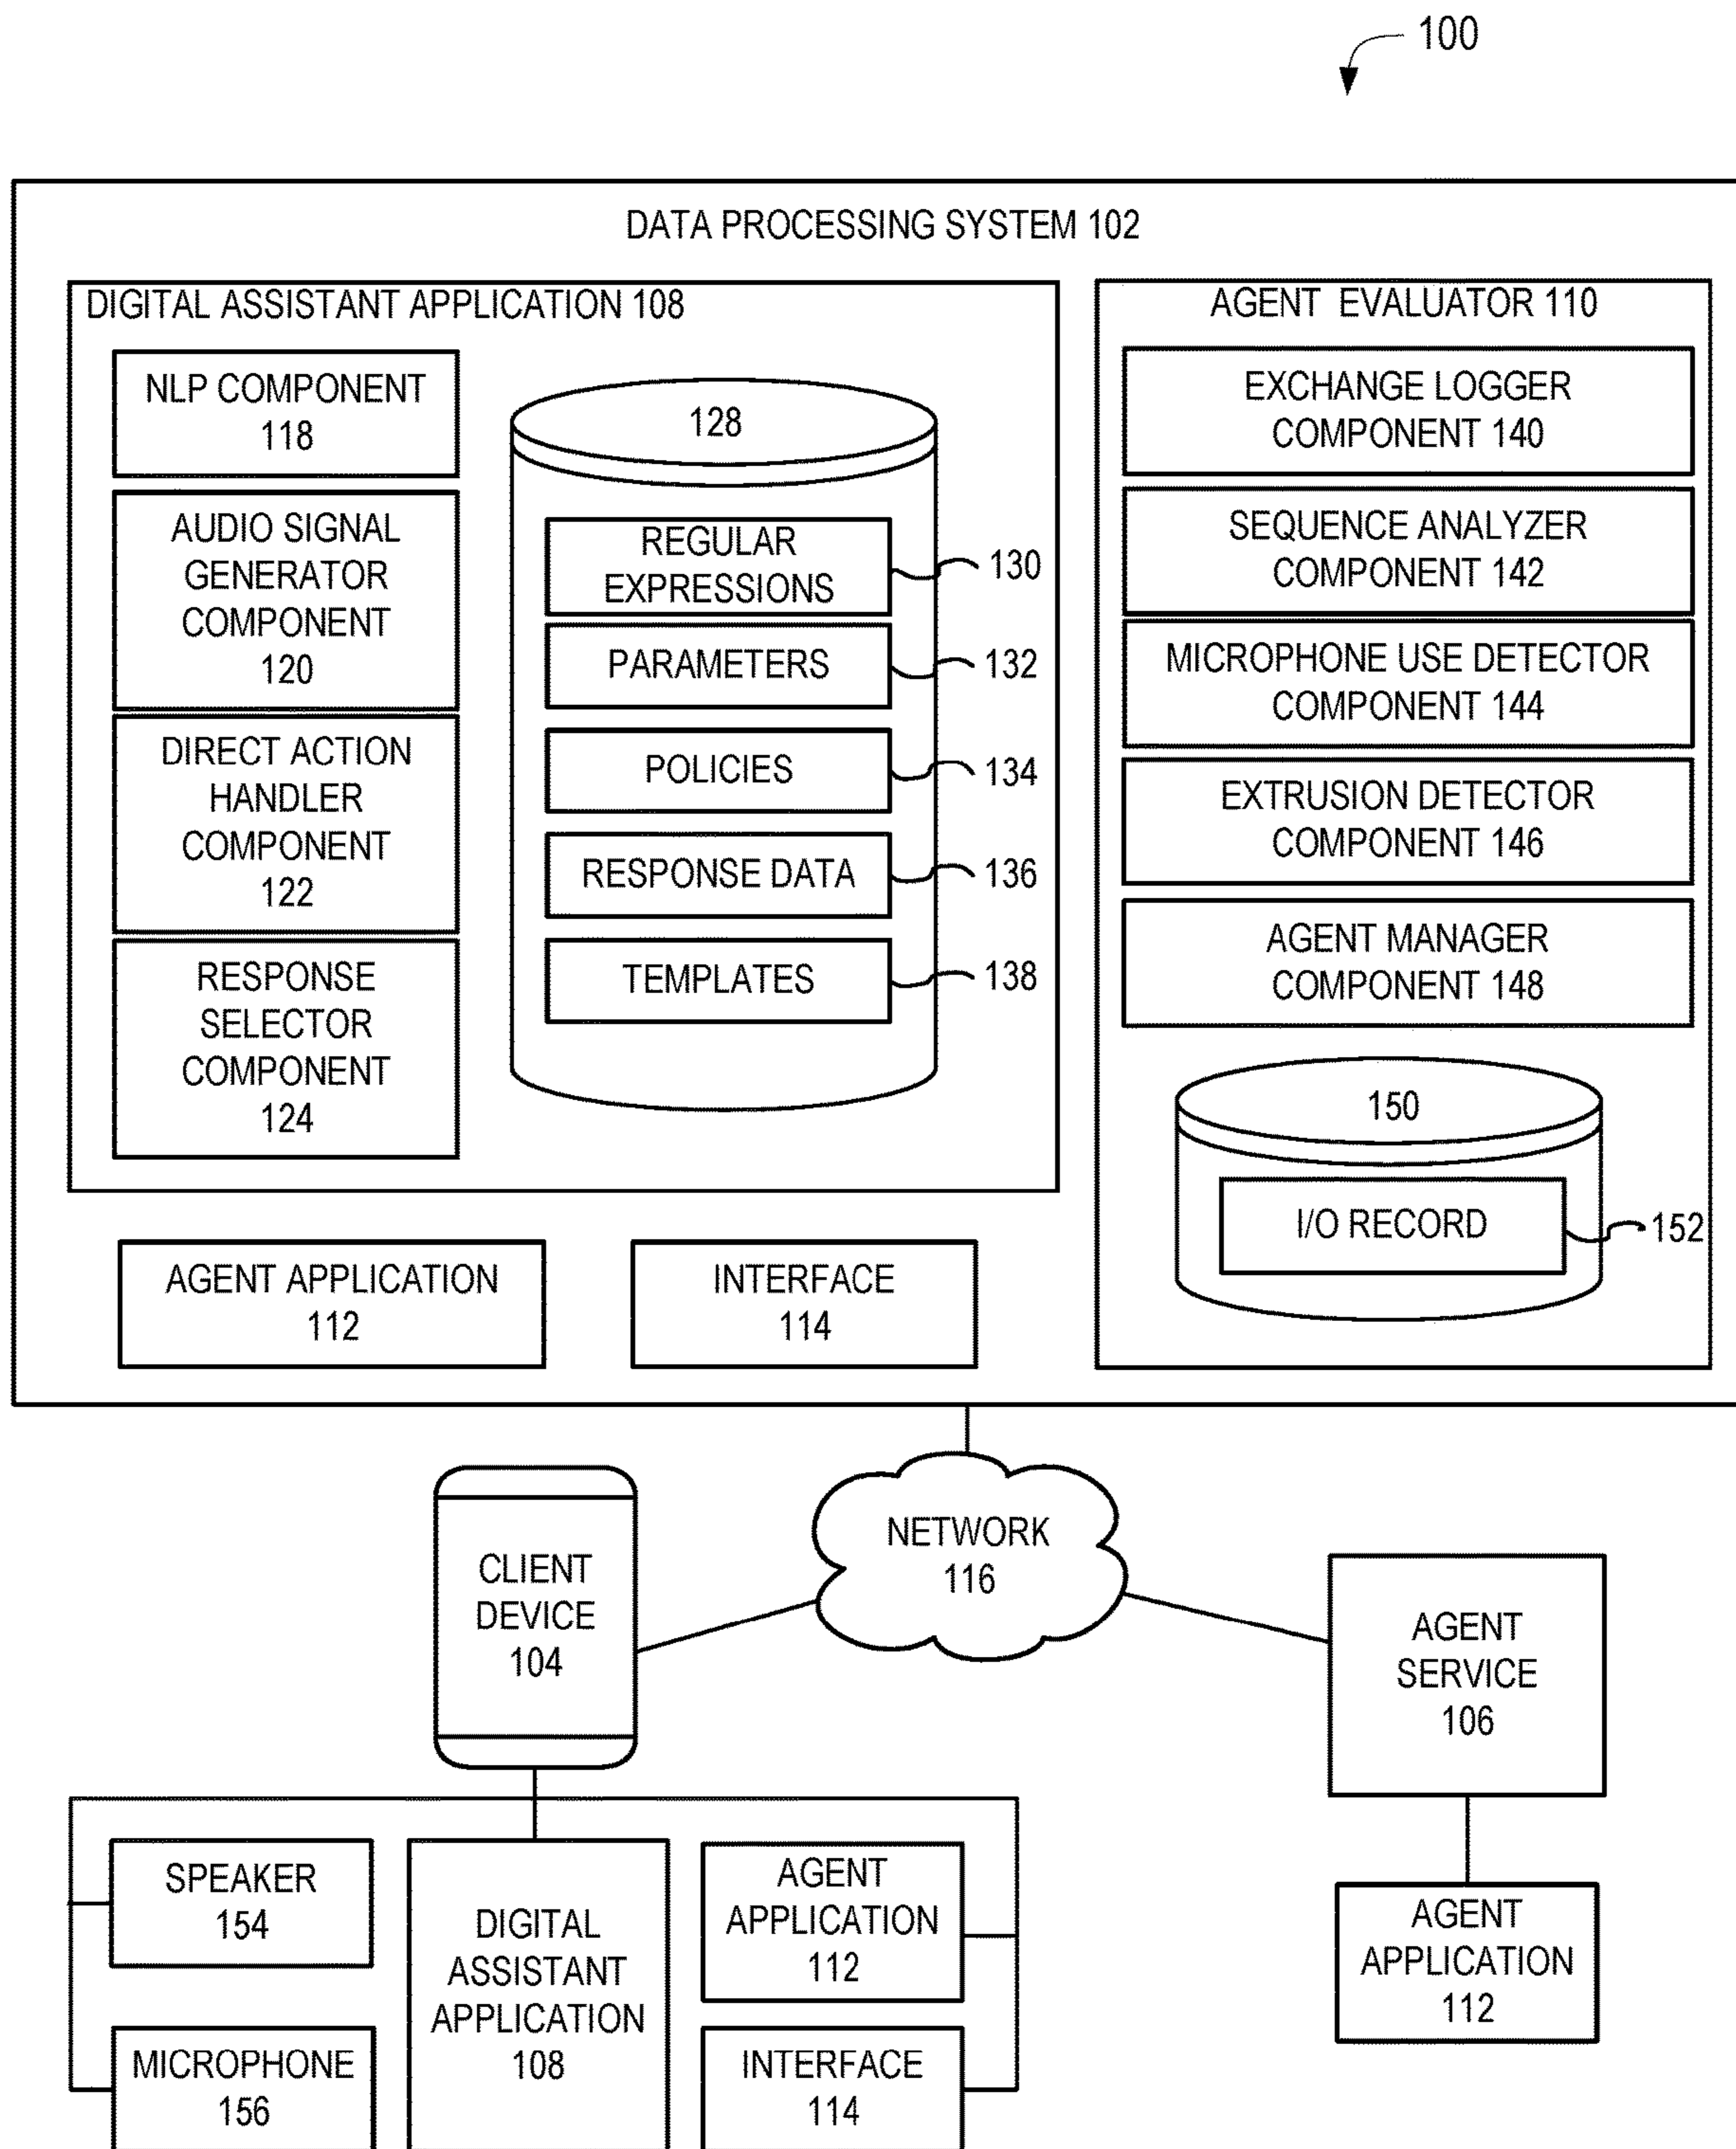 100
DATA PROCESSING SYSTEM 102
DIGITAL ASSISTANT APPLICATION 108
NLP COMPONENT
118
AUDIO SIGNAL
GENERATOR
COMPONENT
120
DIRECT ACTION
HANDLER
COMPONENT
122
RESPONSE
SELECTOR
COMPONENT
124
128
REGULAR
EXPRESSIONS
130
PARAMETERS
132
POLICIES
134
RESPONSE DATA
136
TEMPLATES
138
AGENT EVALUATOR 110
EXCHANGE LOGGER
COMPONENT 140
SEQUENCE ANALYZER
COMPONENT 142
MICROPHONE USE DETECTOR
COMPONENT 144
EXTRUSION DETECTOR
COMPONENT 146
AGENT MANAGER
COMPONENT 148
150
I/O RECORD
152
AGENT APPLICATION
112
INTERFACE
114
NETWORK
116
CLIENT
DEVICE
104
AGENT
SERVICE
106
SPEAKER
154
MICROPHONE
156
DIGITAL
ASSISTANT
APPLICATION
108
AGENT
APPLICATION
112
INTERFACE
114
AGENT
APPLICATION
112